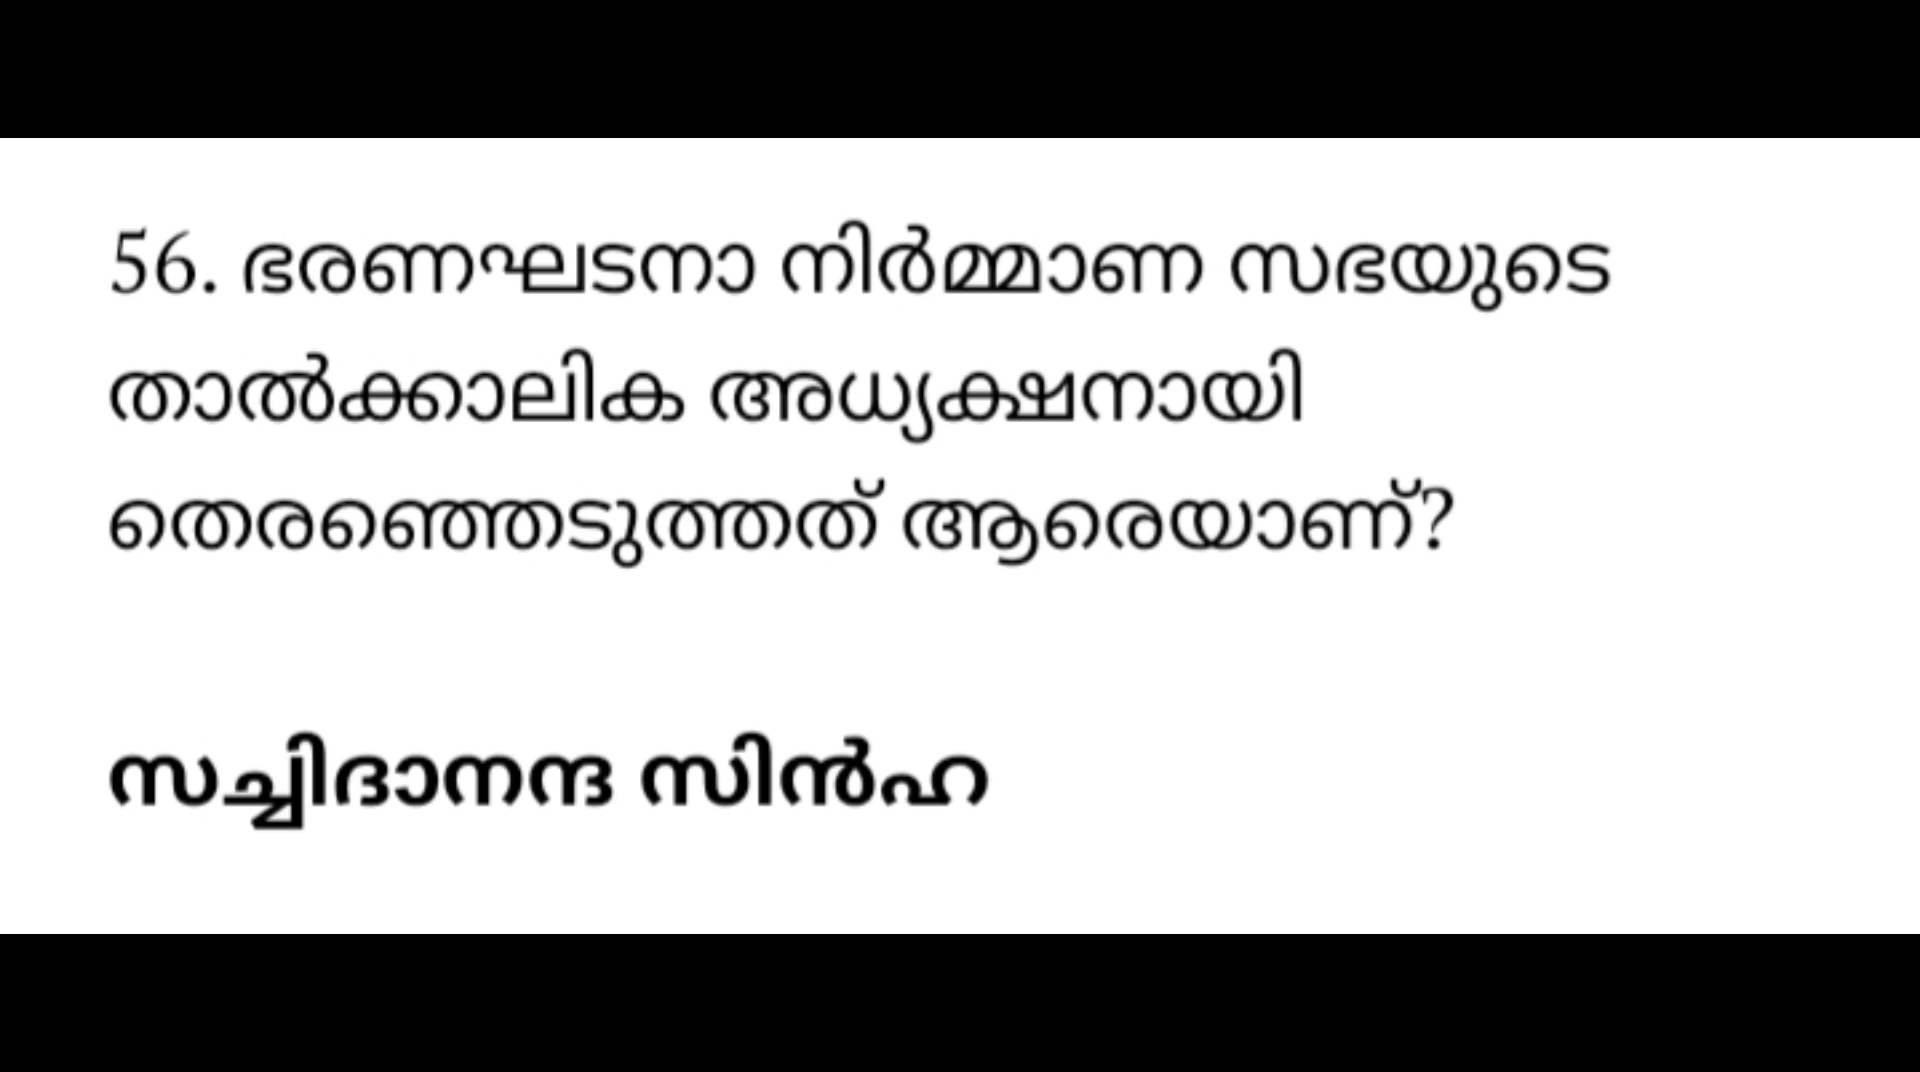 56. ഭരണഘടനാ നിർമ്മാണ സഭയുടെ
താൽക്കാലിക അധ്യക്ഷനായി
തെരഞ്ഞെടുത്തത് ആരെയാണ്?
സച്ചിദാനന്ദ സിൻഹ